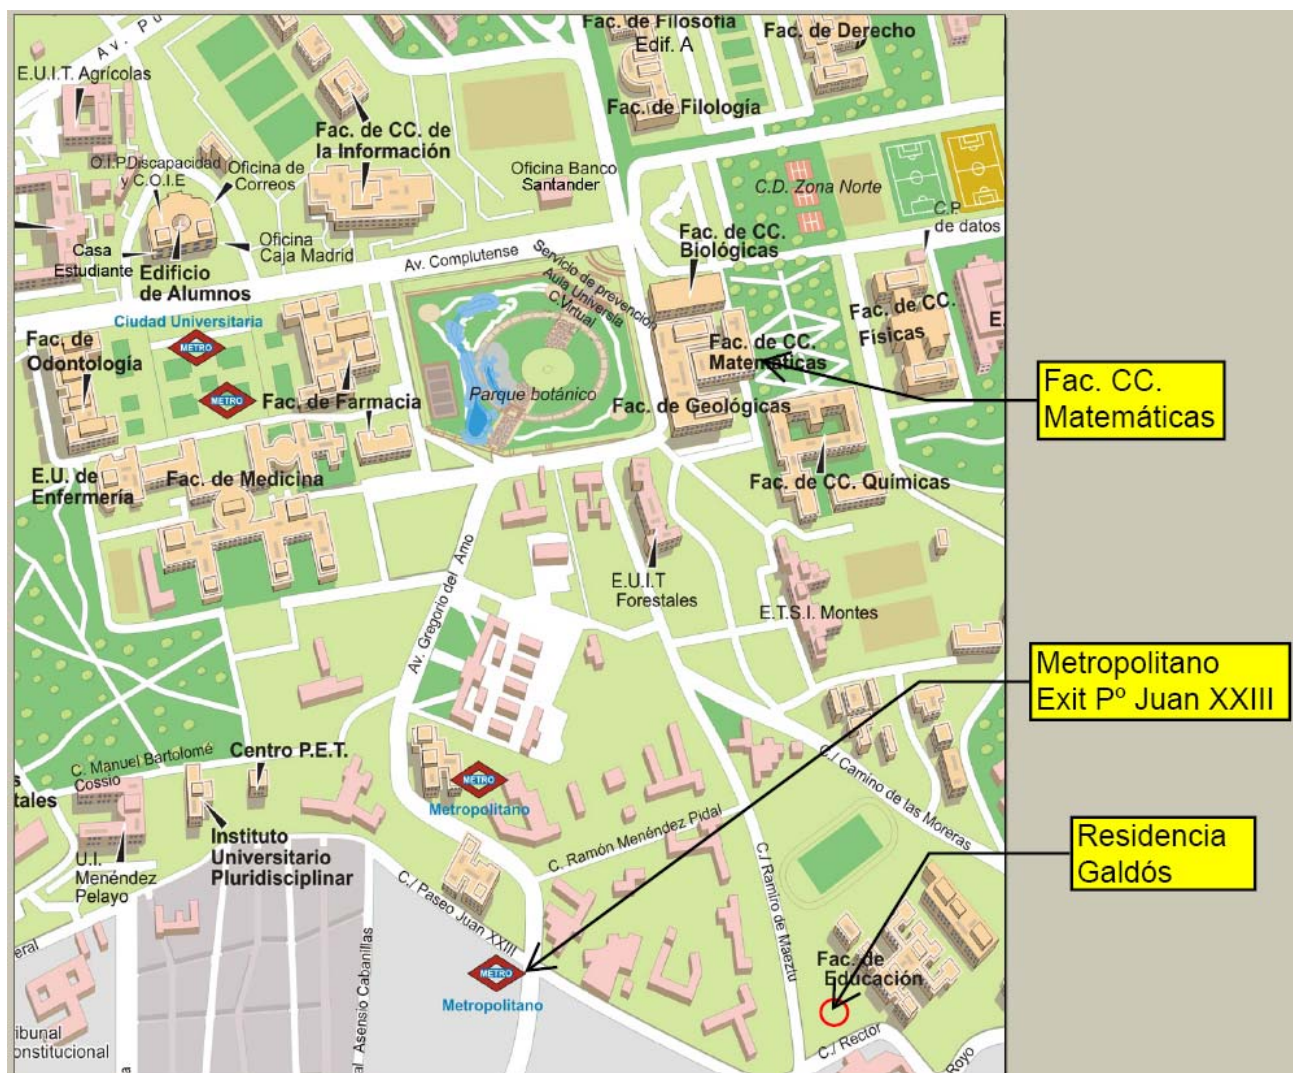 Av. Pu
Fac. de Filosofía
Edif. A
Fac. de Derecho
E.U.I.T. Agrícolas
Fac. de Filología
Fac. de CC. de
la Información
O.I.P.Discapacidad
y C.O.I.E
Oficina de
Correos
Oficina Banco
Santander
C.D. Zona Norte
C.P.
de datos
Casa
Estudiante
Oficina
Caja Madrid
Edificio
de Alumnos
Av. Complutense
Servicio de prevención
Aula Universia
C.Virtual
Fac. de CC.
Biológicas
Ciudad Universitaria
METRO
METRO
Fac. de
Odontología
Fac. de CC.
Matemáticas
Fac. de CC.
Físicas
E.
Fac. CC.
Matemáticas
Parque botánico
Fac. de Farmacia
Fac. de Geológicas
E.U. de
Enfermería
Fac. de Medicina
Fac. de CC. Químicas
Av. Gregorio del Amo
E.U.I.T
Forestales
E.T.S.I. Montes
Metropolitano
Exit Pº Juan XXIII
C. Manuel Bartolomé
Cossio
Centro P.E.T.
METRO
Metropolitano
C./ Camino de las Moreras
s
tales
U.I.
Menéndez
Pelayo
Instituto
Universitario
Pluridisciplinar
C. Ramón Menéndez Pidal
C./ Paseo Juan XXIII
C./ Ramiro de Maeztu
Residencia
Galdós
eral
METRO
Metropolitano
Fac. de
Educación
al Asensio Cabanillas
ribunal
onstitucional
C./ Rector
Royo
a